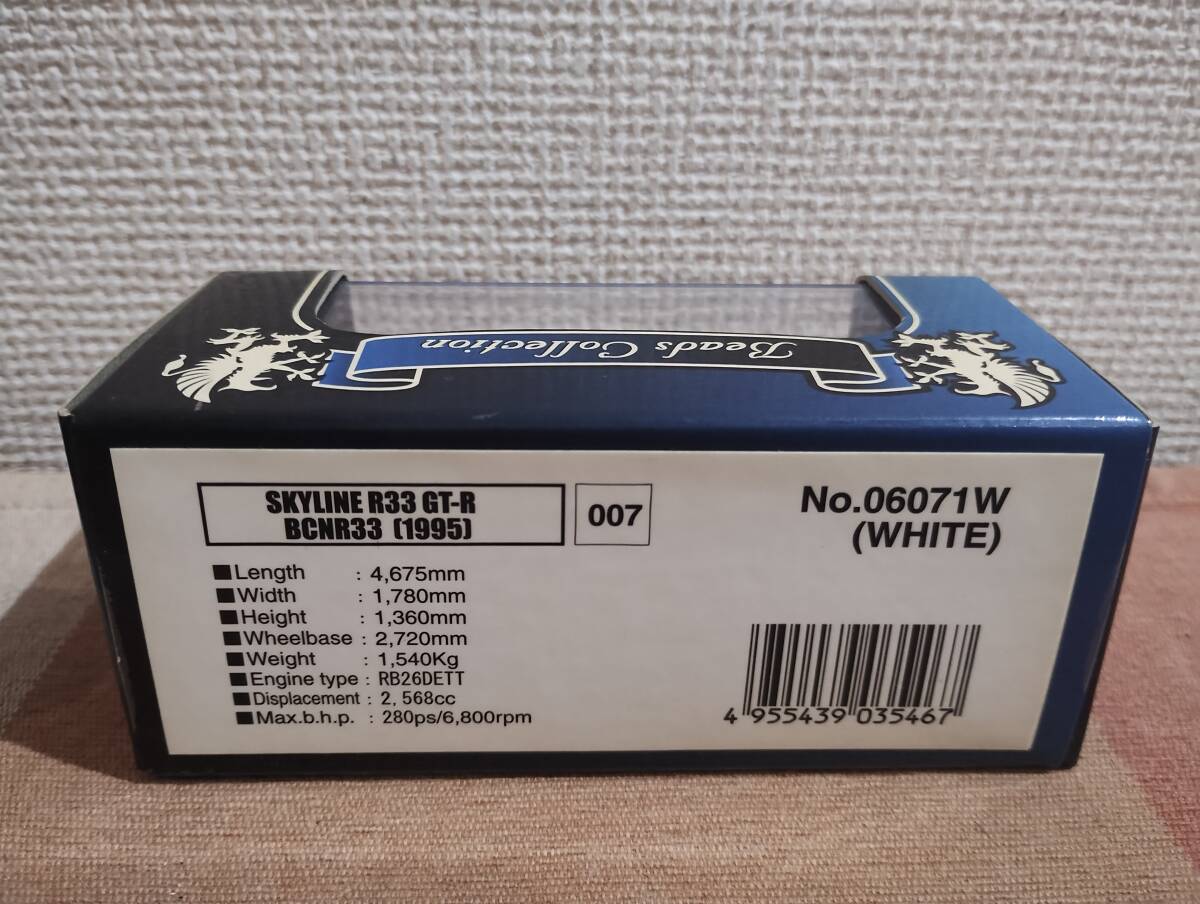 Beads Collection
SKYLINE R33 GT-R
BCNR33 (1995)
007
No.06071W
(WHITE)
■Length : 4,675mm
■Width : 1,780mm
■Height : 1,360mm
■Wheelbase : 2,720mm
■Weight : 1,540Kg
■Engine type : RB26DETT
■Displacement : 2,568cc
■Max.b.h.p. : 280ps/6,800rpm
4 955439 035467